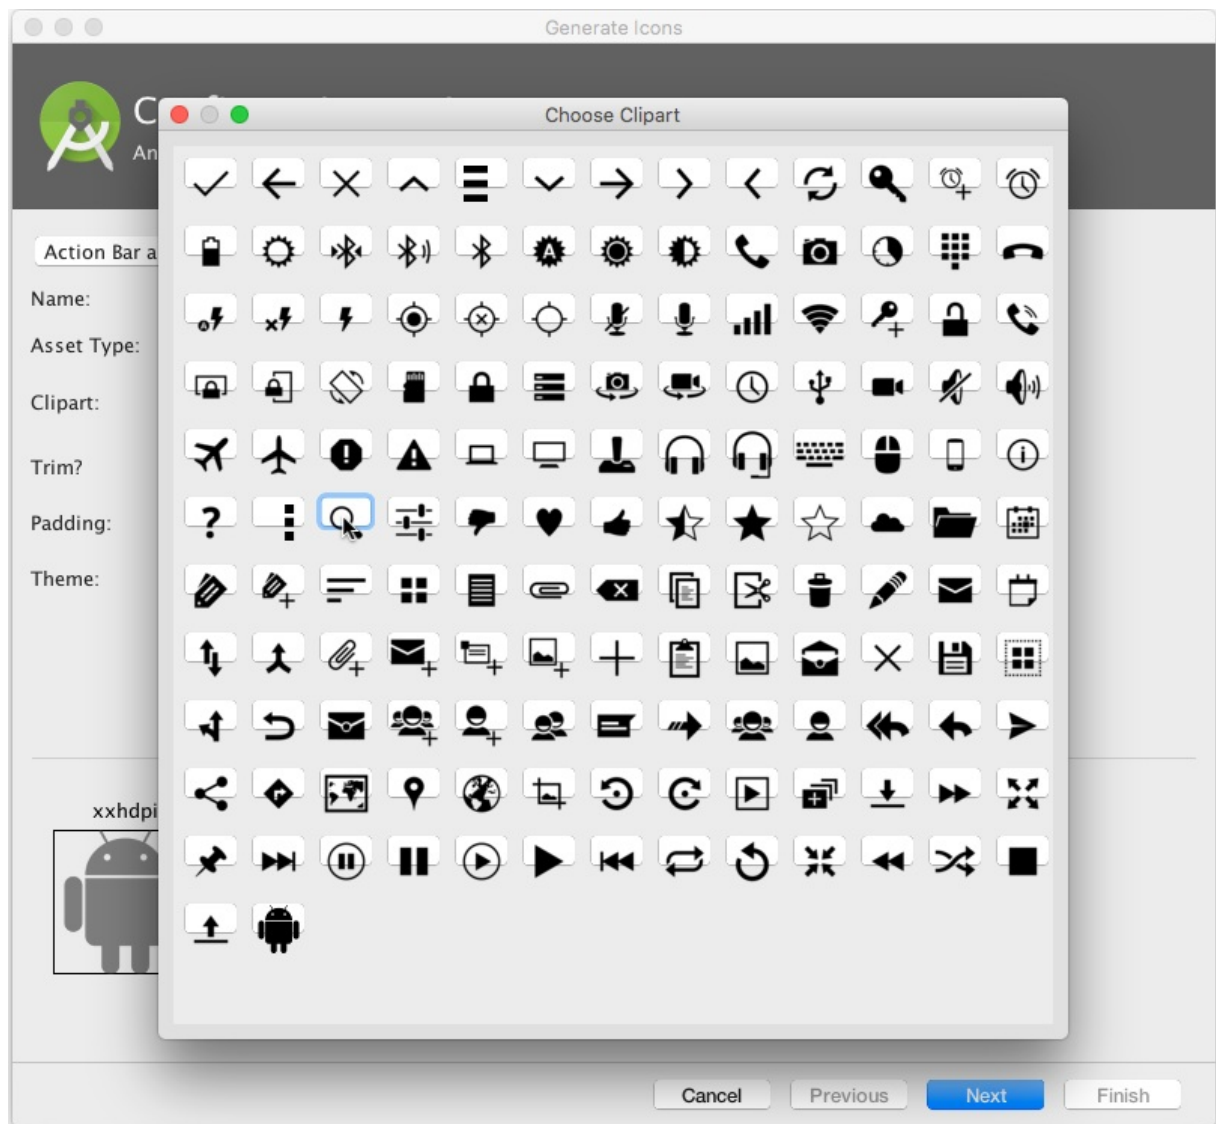 Generate Icons
Choose Clipart
Action Bar a
Name:
Asset Type:
Clipart:
Trim?
Padding:
Theme:
xxhdpi
Cancel
Previous
Next
Finish